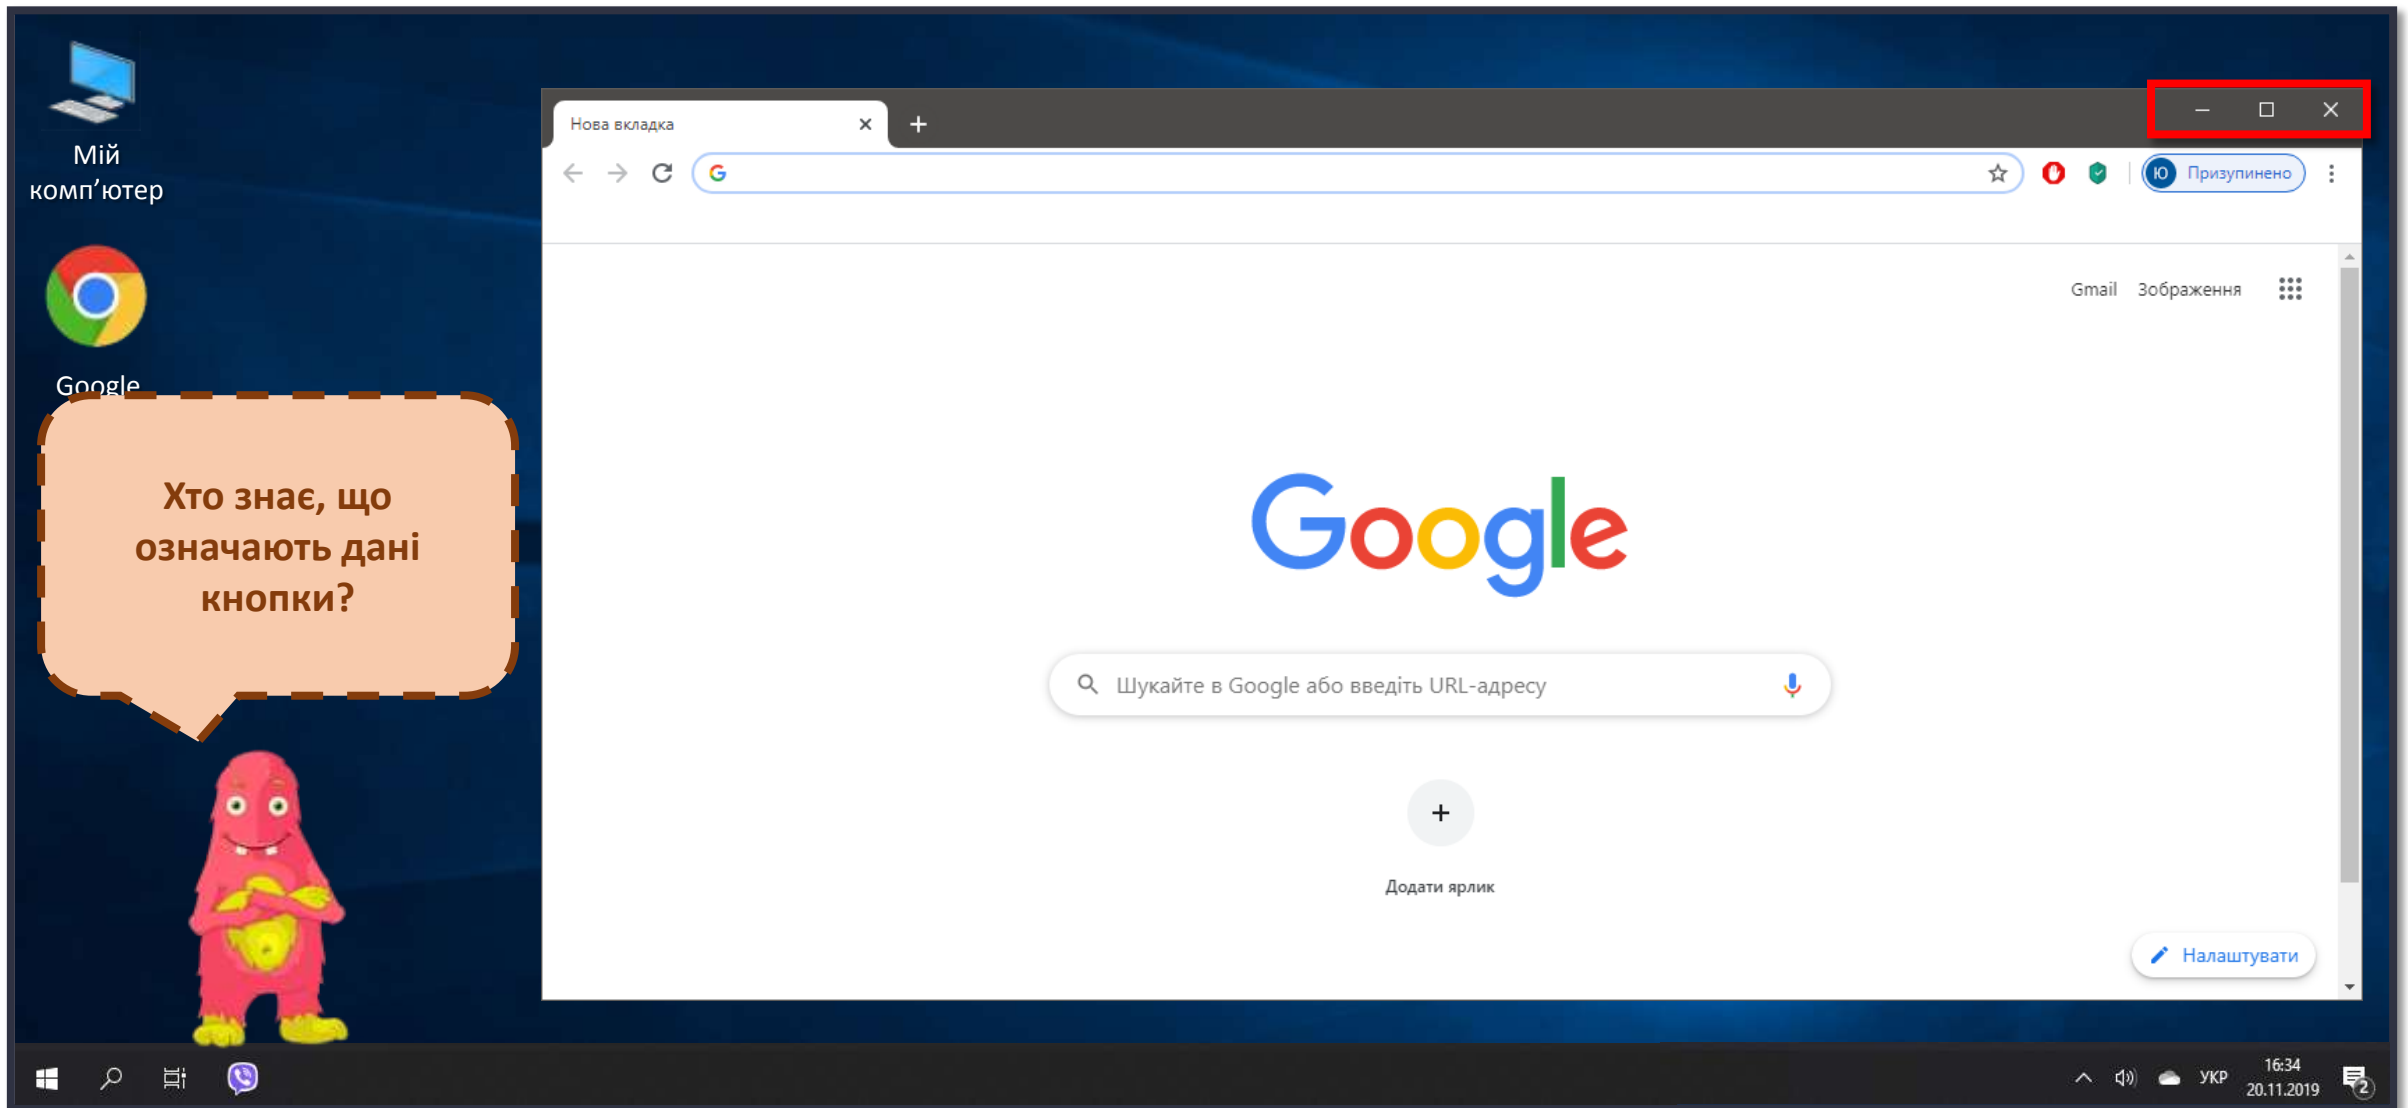 Мій
комп’ютер
Google
Хто знає, що
означають дані
кнопки?
Нова вкладка
Призупинено
Gmail Зображення
Google
Шукайте в Google або введіть URL-адресу
Додати ярлик
Налаштувати
УКР
16:34
20.11.2019
2